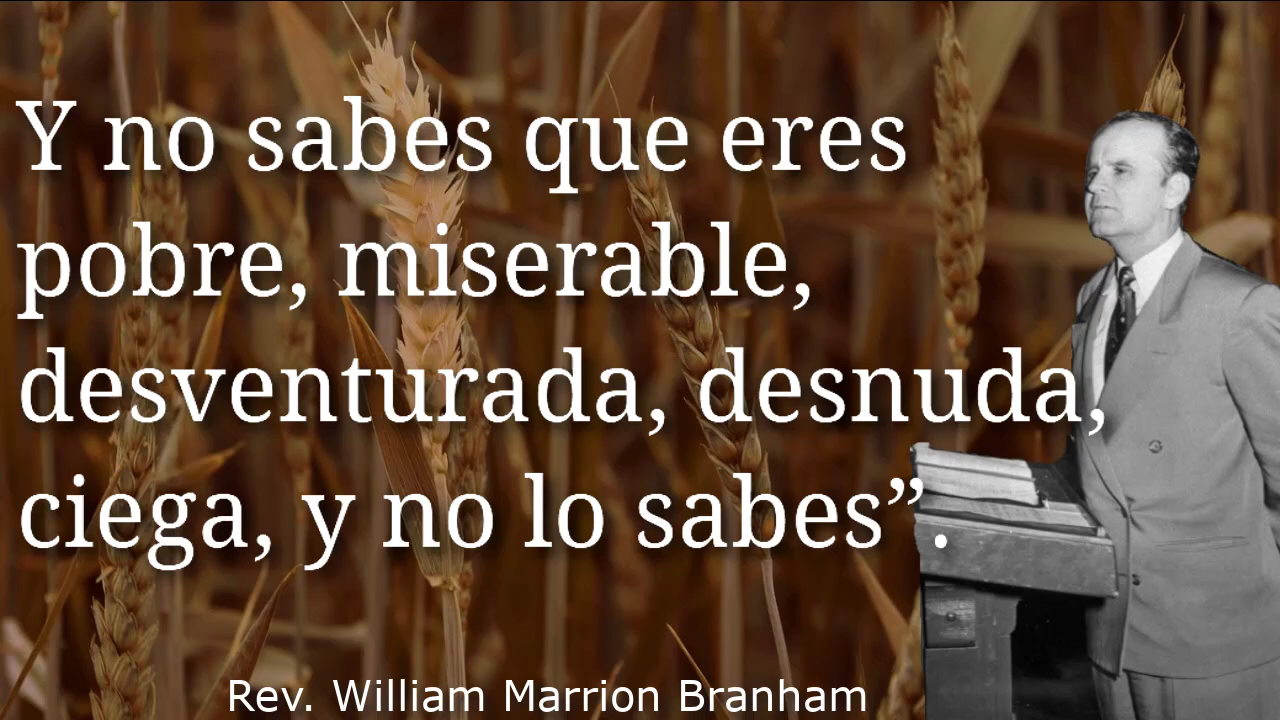 Y no sabes que eres
pobre, miserable,
desventurada, desnuda,
ciega, y no lo sabes”.
Rev. William Marrion Branham